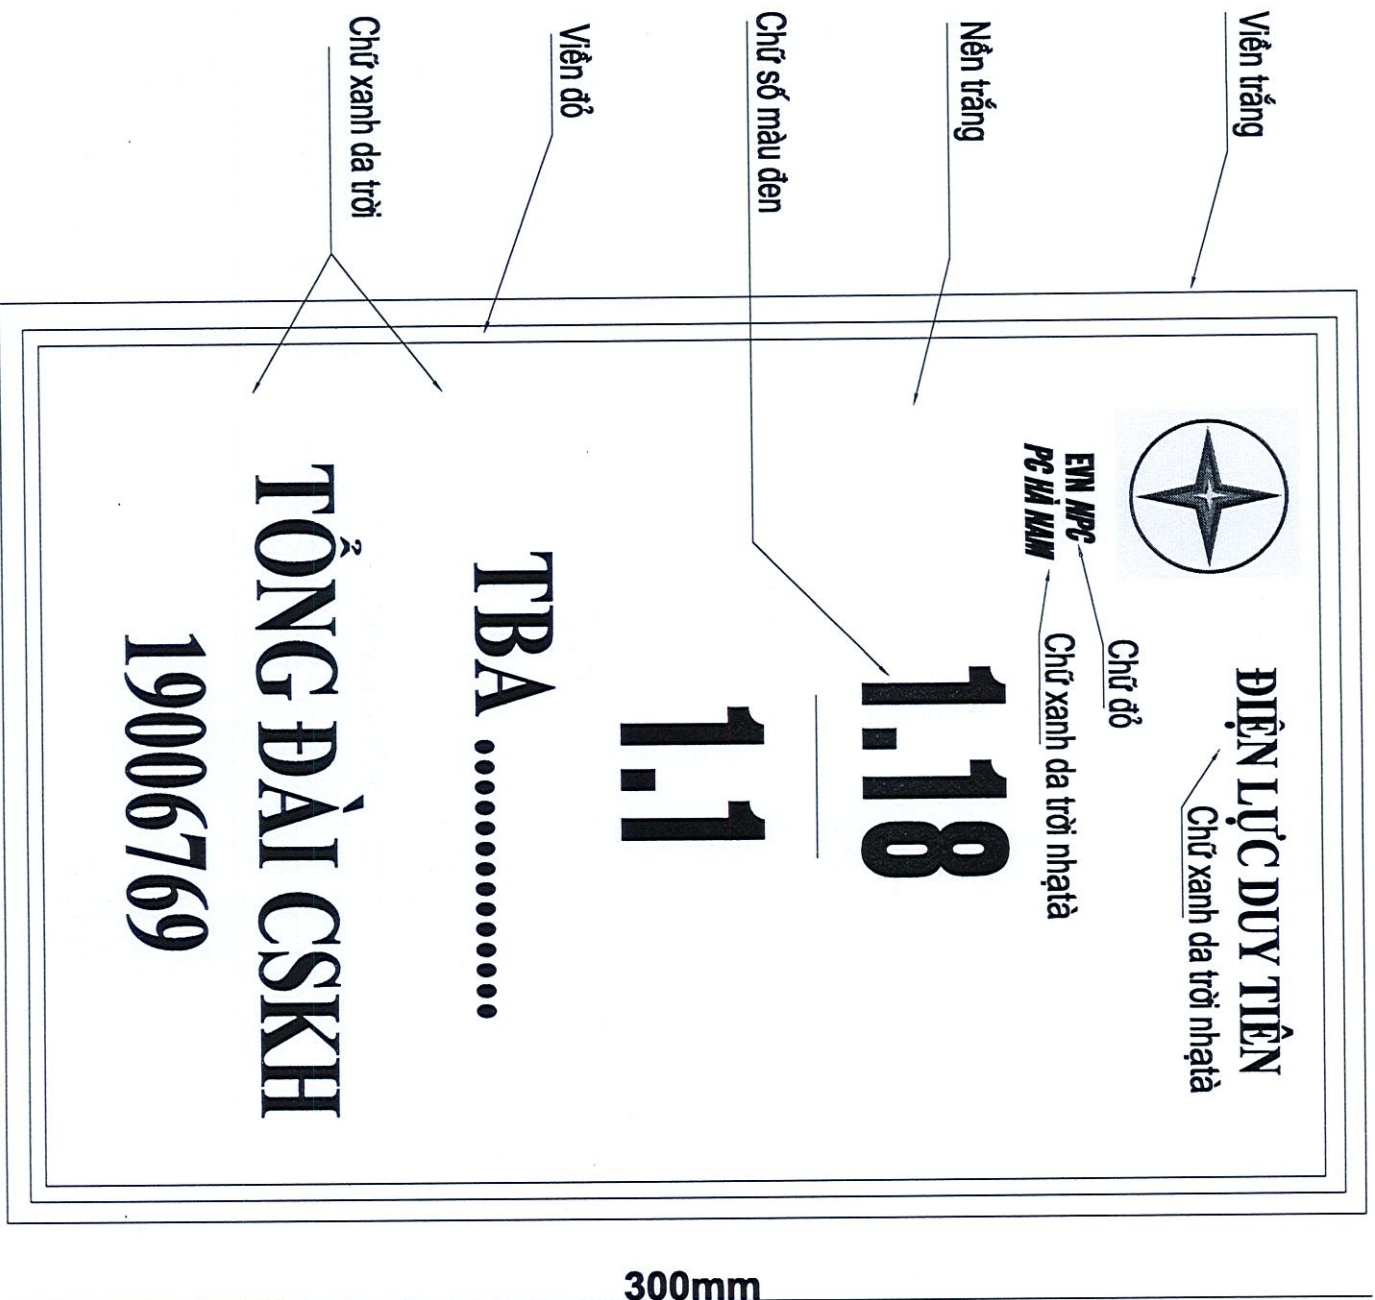 Viền trắng
Nền trắng
Chữ số màu đen
Viền đỏ
Chữ xanh da trời
ĐIỆN LỰC DUY TIÊN
Chữ xanh da trời nhạtà
EVN NPC
PC HÀ NAM
Chữ đỏ
Chữ xanh da trời nhạtà
1.18
1.1
TBA ..............
TỔNG ĐÀI CSKH
19006769
300mm